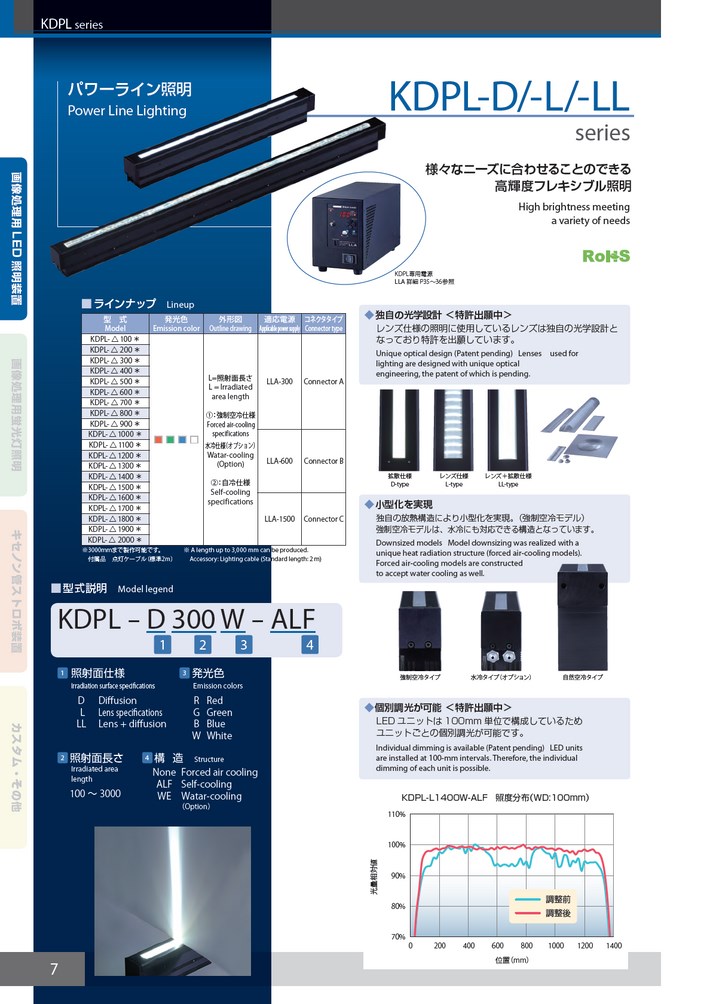 KDPL series
パワーライン照明
Power Line Lighting
KDPL-D/-L/-LL
series
様々なニーズに合わせることのできる
高輝度フレキシブル照明
High brightness meeting
a variety of needs
RoHS
KDPL専用電源
LLA 詳細 P35〜36参照
画像処理用LED照明装置
画像処理用蛍光灯照明
キセノン管ストロボ装置
カスタム・その他
■ラインナップ Lineup
型 式 発光色 外形図 適応電源 コネクタタイプ
Model Emission color Outline drawing Applicable power supply Connector type
KDPL-△100＊
KDPL-△200＊
KDPL-△300＊
KDPL-△400＊
KDPL-△500＊
KDPL-△600＊
KDPL-△700＊
KDPL-△800＊
KDPL-△900＊
KDPL-△1000＊
KDPL-△1100＊
KDPL-△1200＊
KDPL-△1300＊
KDPL-△1400＊
KDPL-△1500＊
KDPL-△1600＊
KDPL-△1700＊
KDPL-△1800＊
KDPL-△1900＊
KDPL-△2000＊
L=照射面長さ
L = Irradiated
area length
①:強制空冷仕様
Forced air-cooling
specifications
水冷仕様(オプション)
Watar-cooling
(Option)
②:自冷仕様
Self-cooling
specifications
LLA-300 Connector A
LLA-600 Connector B
LLA-1500 Connector C
※3000mmまで製作可能です。 ※ A length up to 3,000 mm can be produced.
付属品 点灯ケーブル(標準2m) Accessory: Lighting cable (Standard length: 2 m)
■型式説明 Model legend
KDPL – D 300 W – ALF
1 2 3 4
1 照射面仕様
Irradiation surface specifications
D Diffusion
L Lens specifications
LL Lens + diffusion
3 発光色
Emission colors
R Red
G Green
B Blue
W White
2 照射面長さ
Irradiated area
length
100 〜 3000
4 構 造 Structure
None Forced air cooling
ALF Self-cooling
WE Watar-cooling
(Option)
◆独自の光学設計 ＜特許出願中＞
レンズ仕様の照明に使用しているレンズは独自の光学設計と
なっており特許を出願しています。
Unique optical design (Patent pending) Lenses used for
lighting are designed with unique optical
engineering, the patent of which is pending.
拡散仕様 レンズ仕様 レンズ+拡散仕様
D-type L-type LL-type
◆小型化を実現
独自の放熱構造により小型化を実現。(強制空冷モデル)
強制空冷モデルは、水冷にも対応できる構造となっています。
Downsized models Model downsizing was realized with a
unique heat radiation structure (forced air-cooling models).
Forced air-cooling models are constructed
to accept water cooling as well.
強制空冷タイプ 水冷タイプ(オプション) 自然空冷タイプ
◆個別調光が可能 ＜特許出願中＞
LEDユニットは100mm単位で構成しているため
ユニットごとの個別調光が可能です。
Individual dimming is available (Patent pending) LED units
are installed at 100-mm intervals. Therefore, the individual
dimming of each unit is possible.
KDPL-L1400W-ALF 照度分布(WD:100mm)
光量相対値
110%
100%
90%
80%
70%
調整前
調整後
0 200 400 600 800 1000 1200 1400
位置(mm)
7